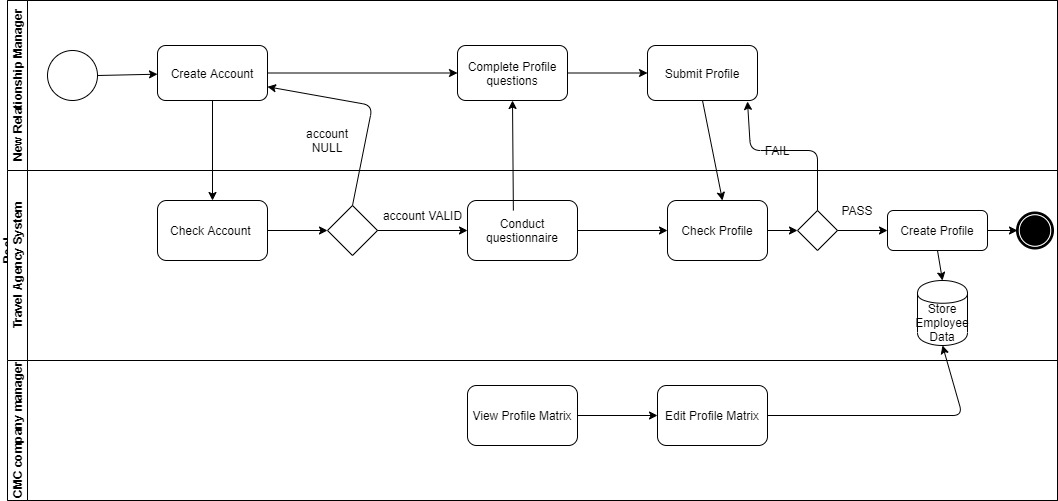 New Relationship Manager
Create Account
Complete Profile
questions
Submit Profile
account
NULL
FAIL
Travel Agency System
Check Account
account VALID
Conduct
questionnaire
Check Profile
PASS
Create Profile
Store
Employee
Data
CMC company manager
View Profile Matrix
Edit Profile Matrix